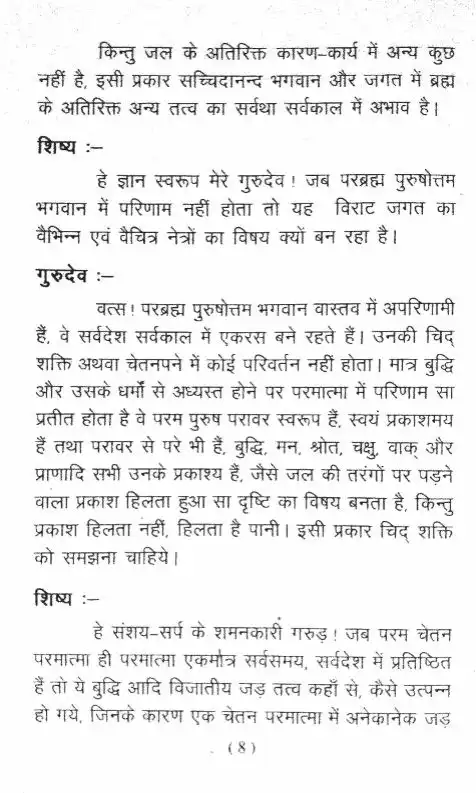 किन्तु जल के अतिरिक्त कारण-कार्य में अन्य कुछ
नहीं है, इसी प्रकार सच्चिदानन्द भगवान और जगत में ब्रह्म
के अतिरिक्त अन्य तत्व का सर्वथा सर्वकाल में अभाव है।
शिष्य :–
हे ज्ञान स्वरूप मेरे गुरुदेव ! जब परब्रह्म पुरुषोत्तम
भगवान में परिणाम नहीं होता तो यह विराट जगत का
वैभिन्न एवं वैचित्र नेत्रों का विषय क्यों बन रहा है।
गुरुदेव :–
वत्स ! परब्रह्म पुरुषोत्तम भगवान वास्तव में अपरिणामी
हैं, वे सर्वदेश सर्वकाल में एकरस बने रहते हैं। उनकी चिद्
शक्ति अथवा चेतनपने में कोई परिवर्तन नहीं होता। मात्र बुद्धि
और उसके धर्मों से अध्यस्त होने पर परमात्मा में परिणाम सा
प्रतीत होता है वे परम पुरुष परावर स्वरूप हैं, स्वयं प्रकाशमय
हैं तथा परावर से परे भी हैं, बुद्धि, मन, श्रोत, चक्षु, वाक् और
प्राणादि सभी उनके प्रकाश्य हैं, जैसे जल की तरंगों पर पड़ने
वाला प्रकाश हिलता हुआ सा दृष्टि का विषय बनता है, किन्तु
प्रकाश हिलता नहीं, हिलता है पानी। इसी प्रकार चिद् शक्ति
को समझना चाहिये।
शिष्य :–
हे संशय-सर्प के शमनकारी गरुड़ ! जब परम चेतन
परमात्मा ही परमात्मा एकमात्र सर्वसमय, सर्वदेश में प्रतिष्ठित
हैं तो ये बुद्धि आदि विजातीय जड़ तत्व कहाँ से, कैसे उत्पन्न
हो गये, जिनके कारण एक चेतन परमात्मा में अनेकानेक जड़
(8)